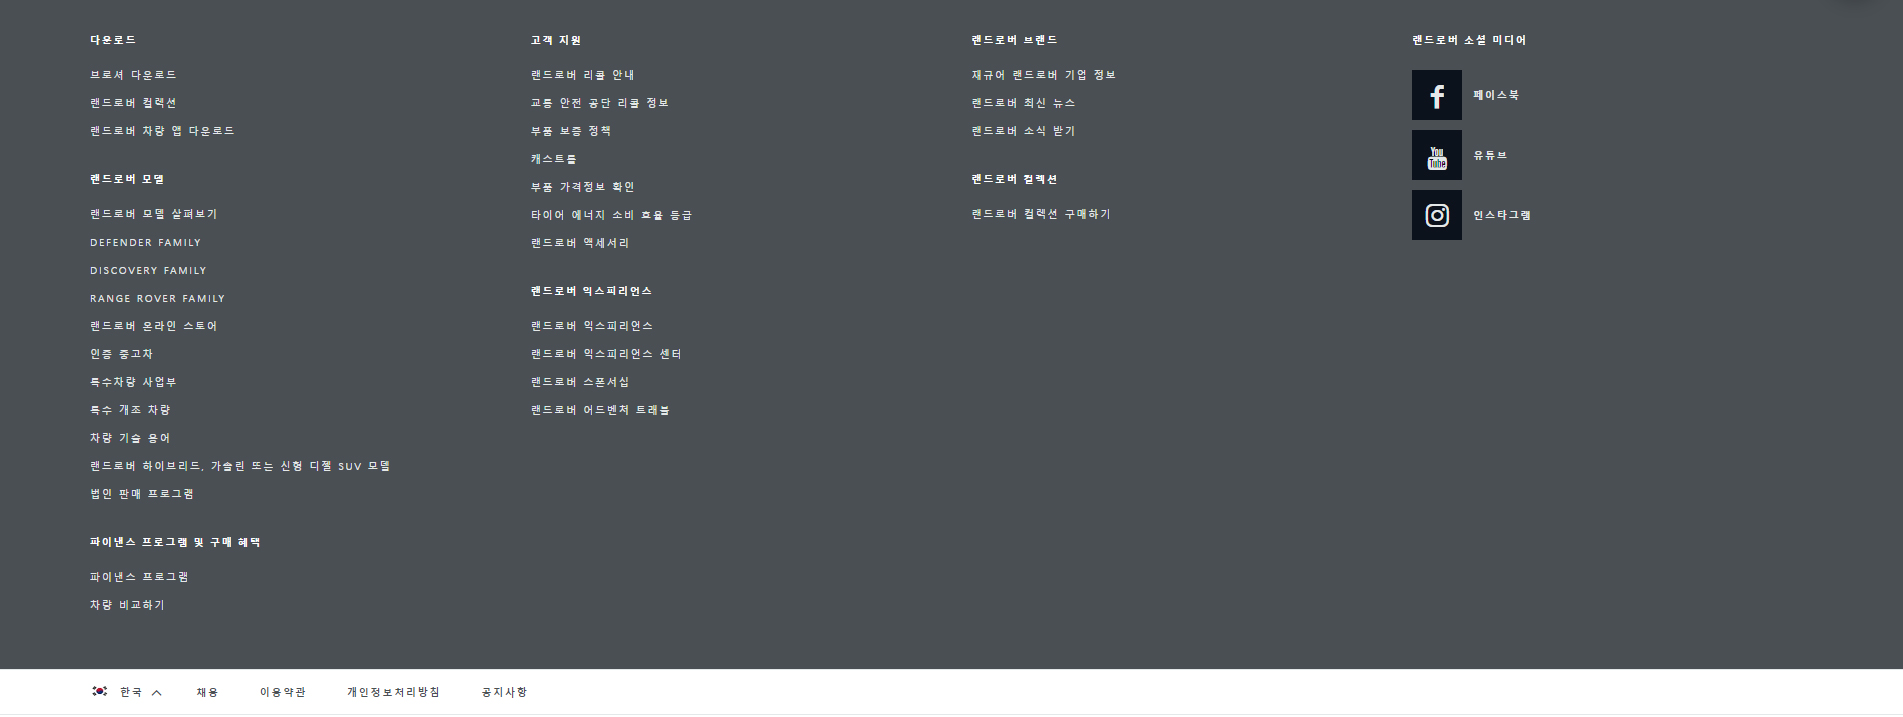 다운로드
브로셔 다운로드
랜드로버 컬렉션
랜드로버 차량 앱 다운로드
랜드로버 모델
랜드로버 모델 살펴보기
DEFENDER FAMILY
DISCOVERY FAMILY
RANGE ROVER FAMILY
랜드로버 온라인 스토어
인증 중고차
특수차량 사업부
특수 개조 차량
차량 기술 용어
랜드로버 하이브리드, 가솔린 또는 신형 디젤 SUV 모델
법인 판매 프로그램
파이낸스 프로그램 및 구매 혜택
파이낸스 프로그램
차량 비교하기
고객 지원
랜드로버 리콜 안내
교통 안전 공단 리콜 정보
부품 보증 정책
캐스트롤
부품 가격정보 확인
타이어 에너지 소비 효율 등급
랜드로버 액세서리
랜드로버 익스피리언스
랜드로버 익스피리언스
랜드로버 익스피리언스 센터
랜드로버 스폰서십
랜드로버 어드벤처 트래블
랜드로버 브랜드
재규어 랜드로버 기업 정보
랜드로버 최신 뉴스
랜드로버 소식 받기
랜드로버 컬렉션
랜드로버 컬렉션 구매하기
랜드로버 소셜 미디어
페이스북
You
Tube
유튜브
인스타그램
한국 채용 이용약관 개인정보처리방침 공지사항